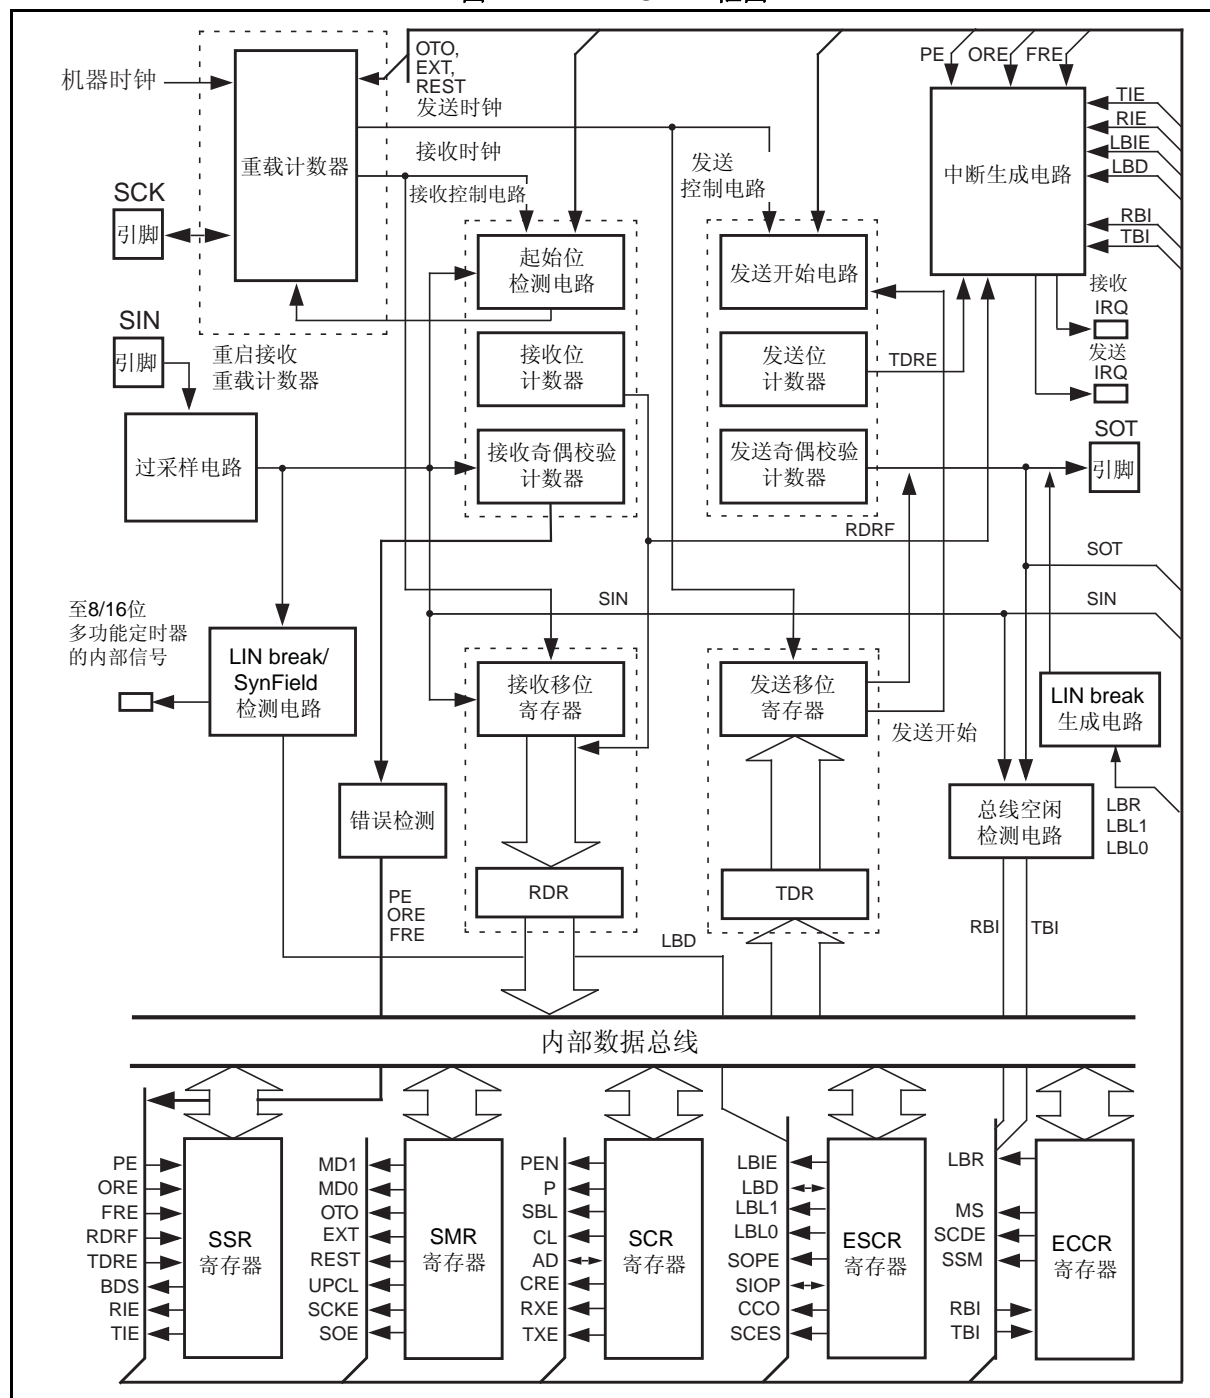 OTO,
EXT,
REST
发送时钟
PE ORE FRE
机器时钟
TIE
RIE
LBIE
LBD
RBI
TBI
重载计数器
接收时钟
接收控制电路
发送
控制电路
中断生成电路
SCK
引脚
起始位
检测电路
发送开始电路
接收
IRQ
发送
IRQ
SIN
引脚
重启接收
重载计数器
接收位
计数器
发送位
计数器
TDRE
SOT
引脚
过采样电路
接收奇偶校验
计数器
发送奇偶校验
计数器
RDRF
SOT
SIN
SIN
至8/16位
多功能定时器
的内部信号
LIN break/
SynField
检测电路
接收移位
寄存器
发送移位
寄存器
发送开始
LIN break
生成电路
错误检测
总线空闲
检测电路
LBR
LBL1
LBL0
RDR
TDR
PE
ORE
FRE
LBD
RBI
TBI
内部数据总线
PE
ORE
FRE
RDRF
TDRE
BDS
RIE
TIE
SSR
寄存器
MD1
MD0
OTO
EXT
REST
UPCL
SCKE
SOE
SMR
寄存器
PEN
P
SBL
CL
AD
CRE
RXE
TXE
SCR
寄存器
LBIE
LBD
LBL1
LBL0
SOPE
SIOP
CCO
SCES
ESCR
寄存器
LBR
MS
SCDE
SSM
RBI
TBI
ECCR
寄存器